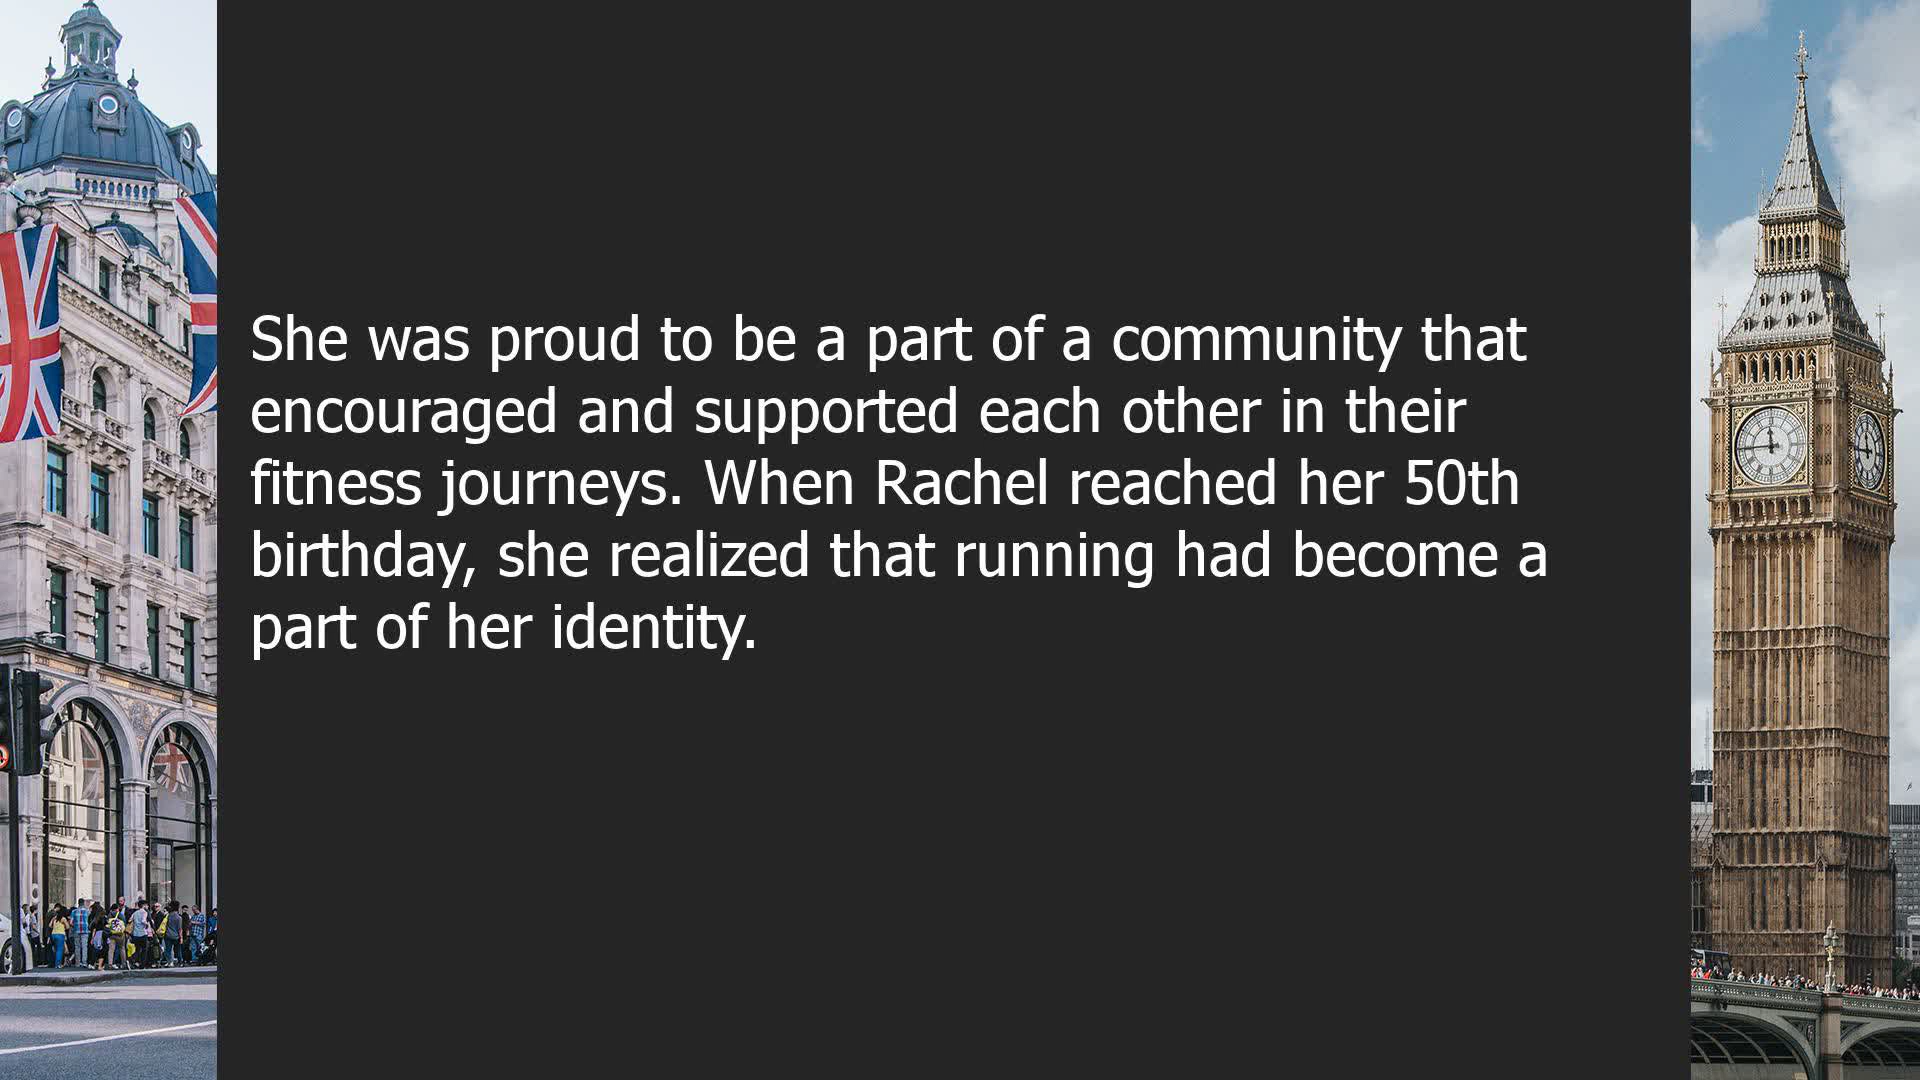 She was proud to be a part of a community that
encouraged and supported each other in their
fitness journeys. When Rachel reached her 50th
birthday, she realized that running had become a
part of her identity.